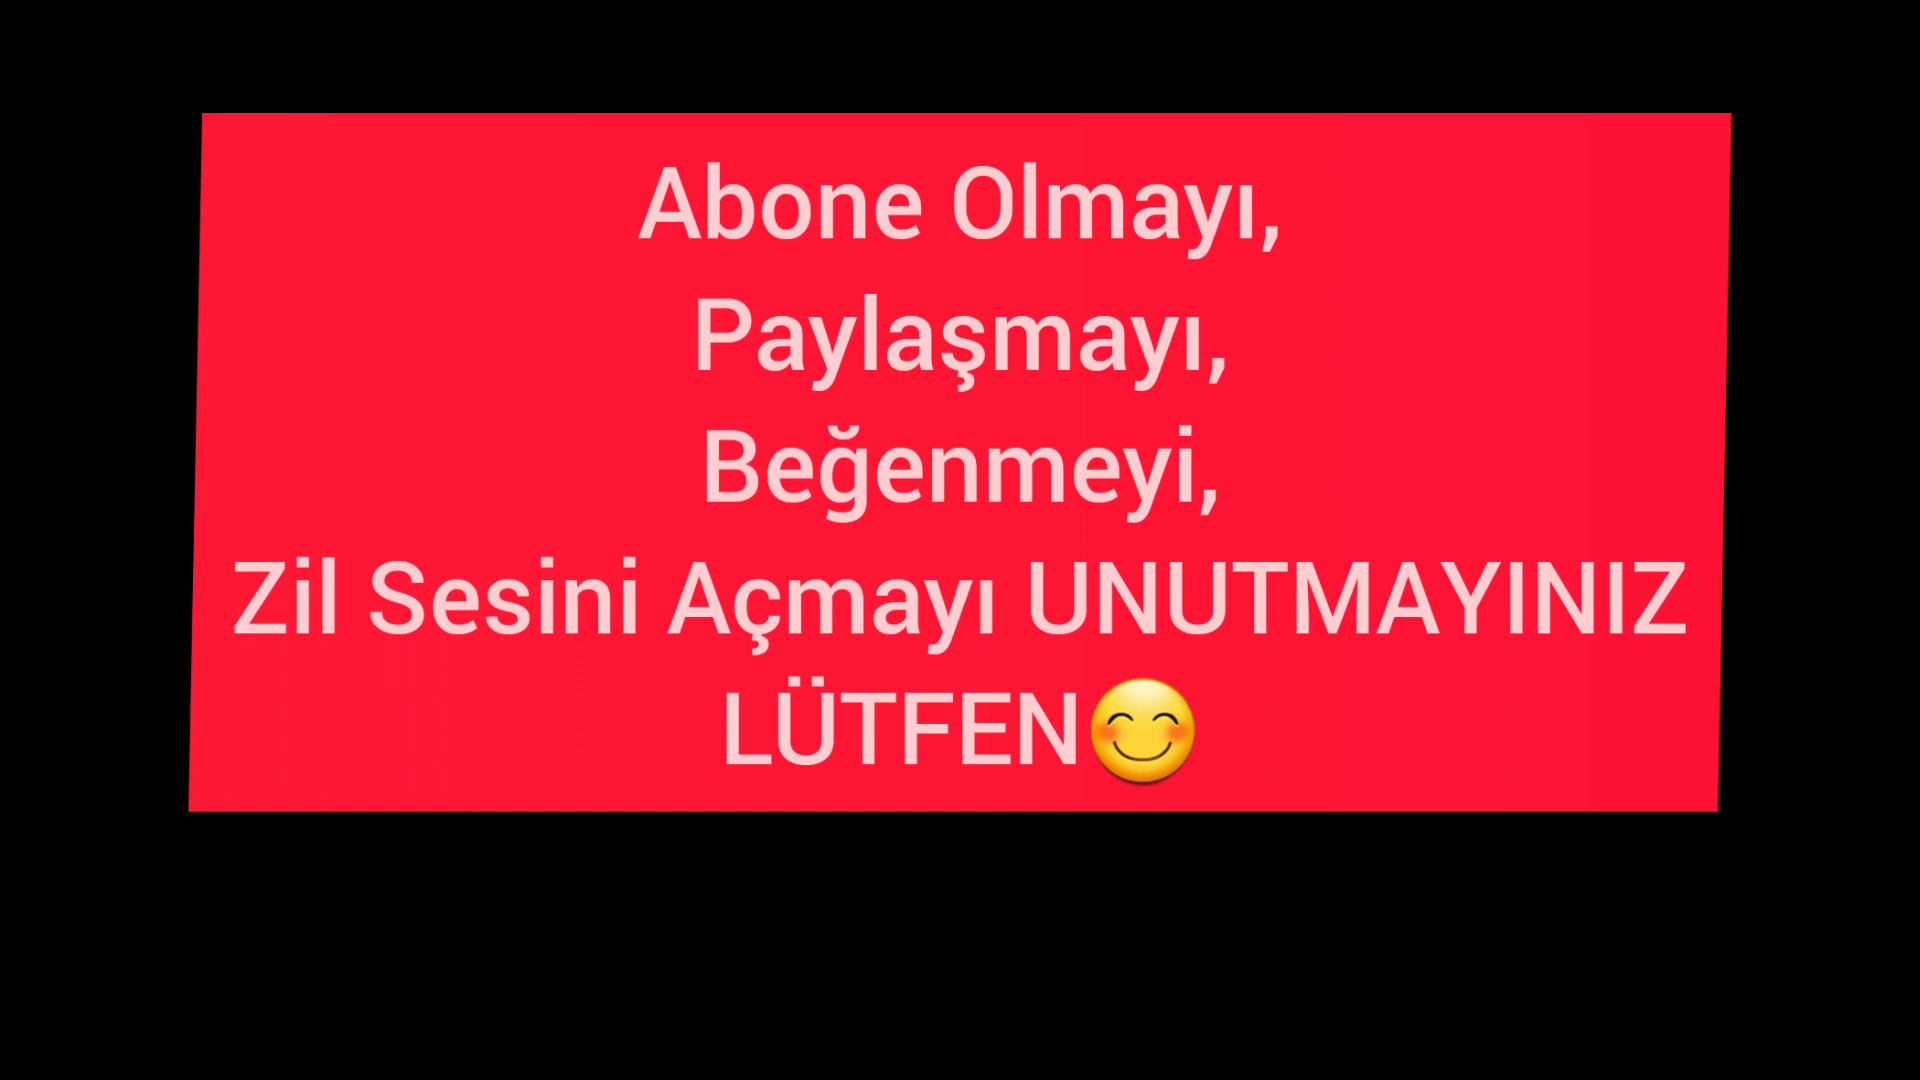 Abone Olmayı,
Paylaşmayı,
Beğenmeyi,
Zil Sesini Açmayı UNUTMAYINIZ
LÜTFEN😊